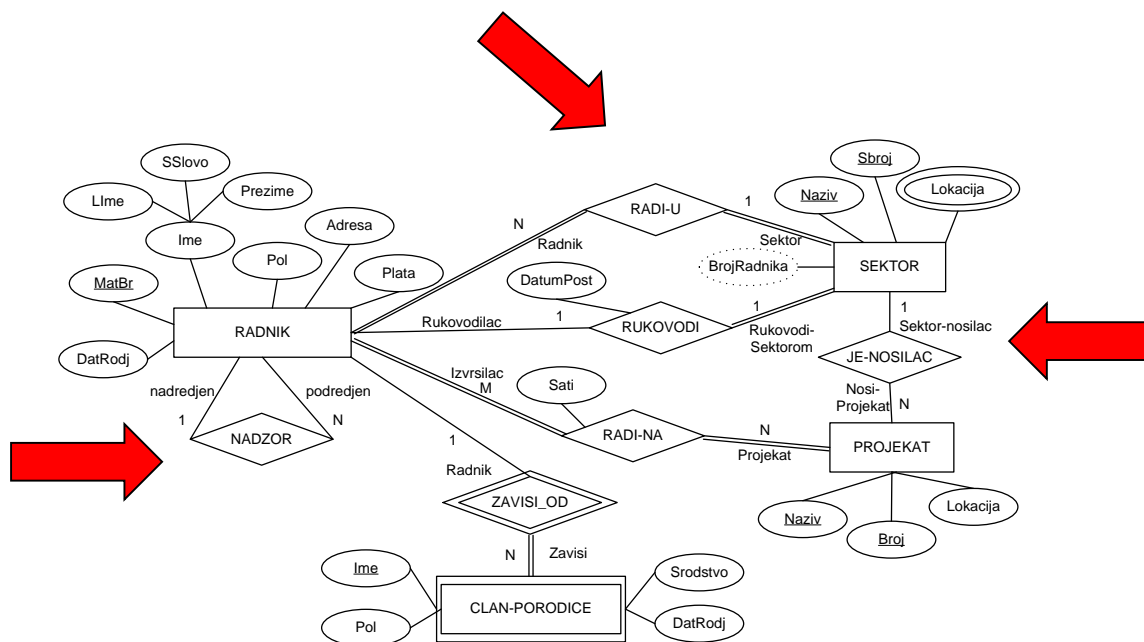 SSlovo
LIme
Prezime
Ime
Adresa
Pol
MatBr
Plata
RADNIK
DatRodj
nadredjen
podredjen
1
N
NADZOR
N
Radnik
RADI-U
1
Sektor
Sbroj
Naziv
Lokacija
BrojRadnika
SEKTOR
DatumPost
Rukovodilac
1
RUKOVODI
1
Rukovodi-
Sektorom
1
Sektor-nosilac
JE-NOSILAC
Nosi-
Projekat
N
Izvrsilac
M
Sati
RADI-NA
N
Projekat
PROJEKAT
Naziv
Broj
Lokacija
1
Radnik
ZAVISI_OD
N
Zavisi
Ime
Pol
CLAN-PORODICE
Srodstvo
DatRodj